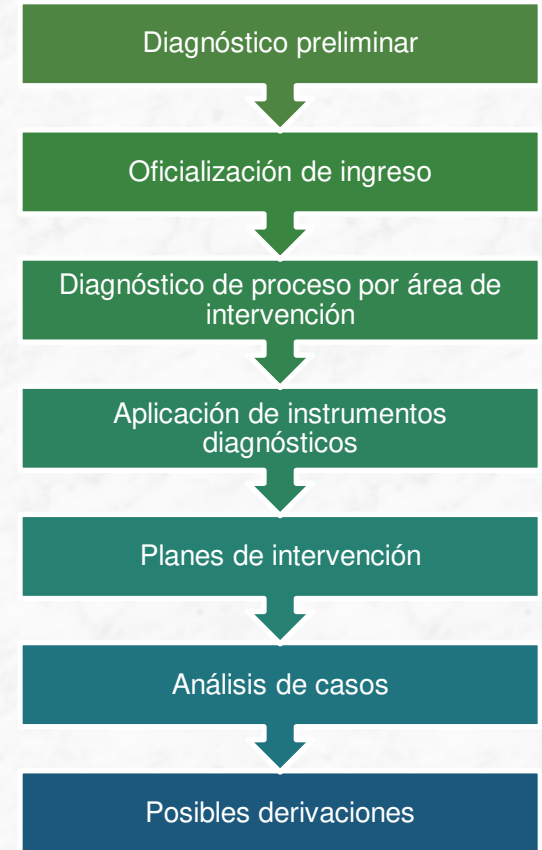 Diagnóstico preliminar
Oficialización de ingreso
Diagnóstico de proceso por área de
intervención
Aplicación de instrumentos
diagnósticos
Planes de intervención
Análisis de casos
Posibles derivaciones